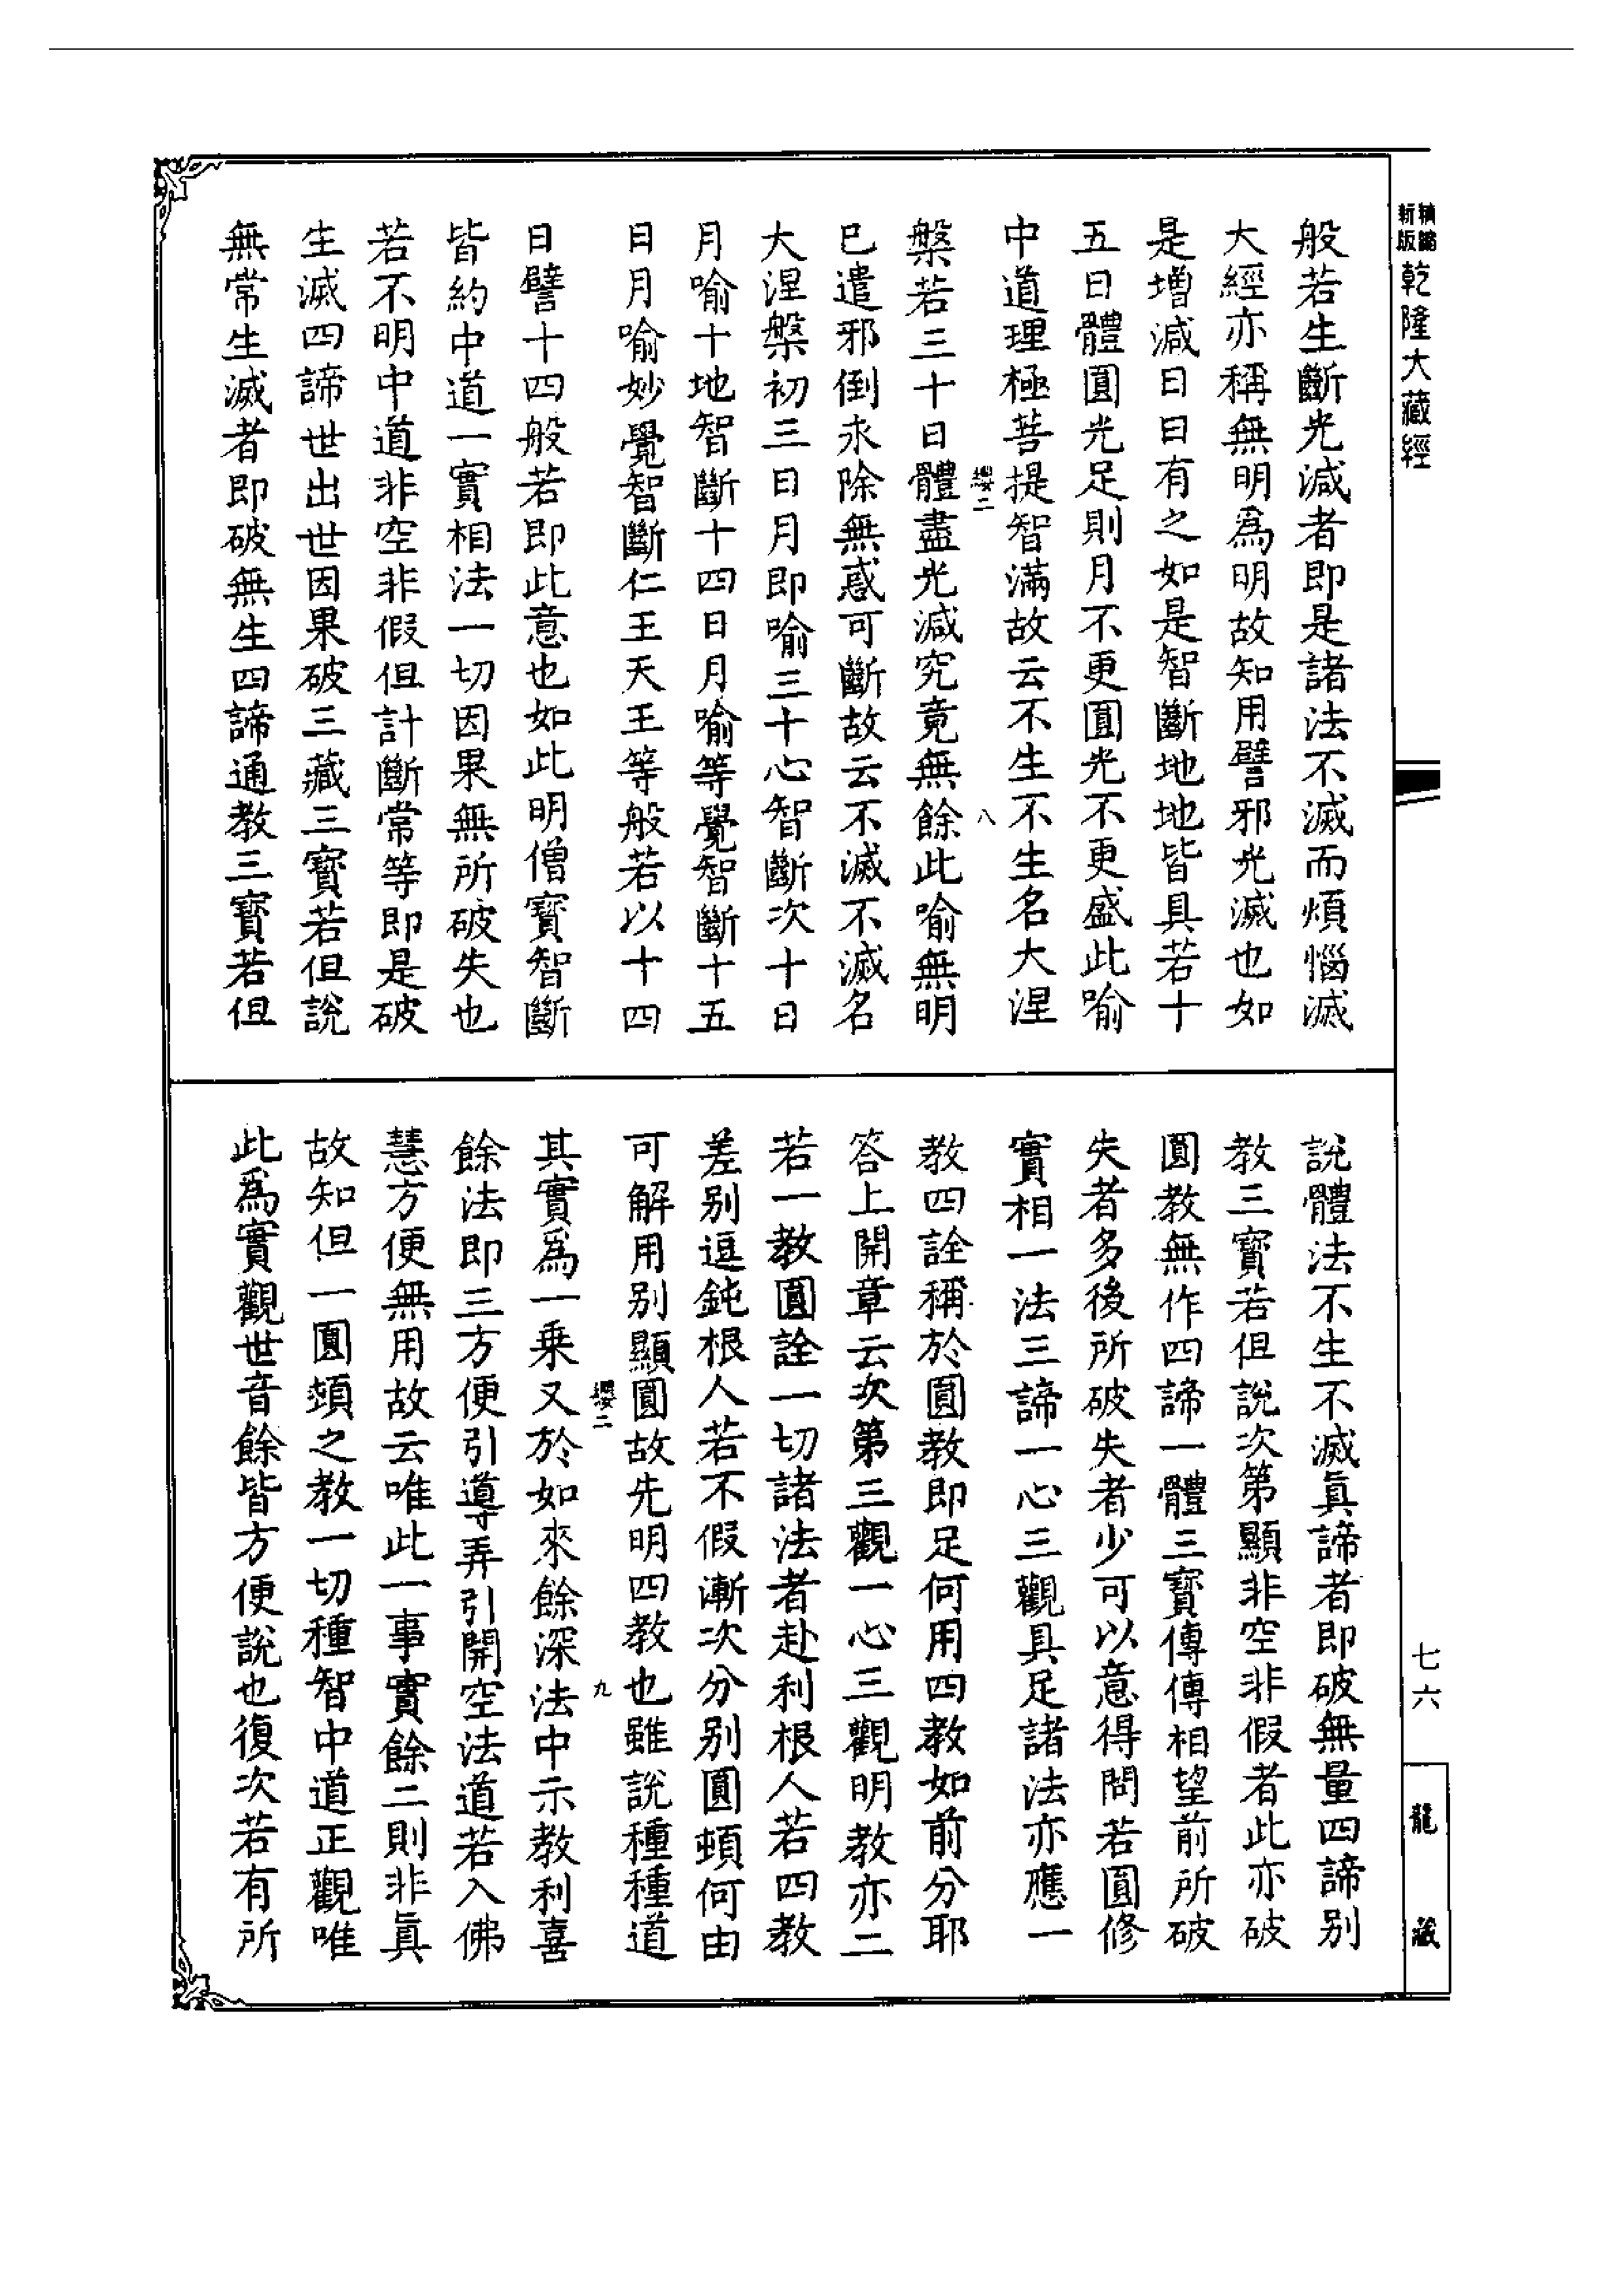 精縮新版乾隆大藏經
七六
龍藏
般若生斷光減者即是諸法不滅而煩惱滅
大經亦稱無明為明故知用譬邪光滅也如
是增減日日有之如是智斷地地皆具若十
五日體圓光足則月不更圓光不更盛此喻
中道理極菩提智滿故云不生不生名大涅
纓二
八
槃若三十日體盡光減究竟無餘此喻無明
已遣邪倒永除無惑可斷故云不滅不滅名
大涅槃初三日月即喻三十心智斷次十日
月喻十地智斷十四日月喻等覺智斷十五
日月喻妙覺智斷仁王天王等般若以十四
日譬十四般若即此意也如此明僧寶智斷
皆約中道一實相法一切因果無所破失也
若不明中道非空非假但計斷常等即是破
生滅四諦世出世因果破三藏三寶若但說
無常生滅者即破無生四諦通教三寶若但
說體法不生不滅眞諦者即破無量四諦別
教三寶若但說次第顯非空非假者此亦破
圓教無作四諦一體三寶傳傳相望前所破
失者多後所破失者少可以意得問若圓修
實相一法三諦一心三觀具足諸法亦應一
教四詮稱於圓教即足何用四教如前分耶
答上開章云次第三觀一心三觀明教亦二
若一教圓詮一切諸法者赴利根人若四教
差別逗鈍根人若不假漸次分別圓頓何由
可解用別顯圓故先明四教也雖說種種道
纓二
九
其實為一乘又於如來餘深法中示教利喜
餘法即三方便引導弄引開空法道若入佛
慧方便無用故云唯此一事實餘二則非眞
故知但一圓頓之教一切種智中道正觀唯
此為實觀世音餘皆方便說也復次若有所